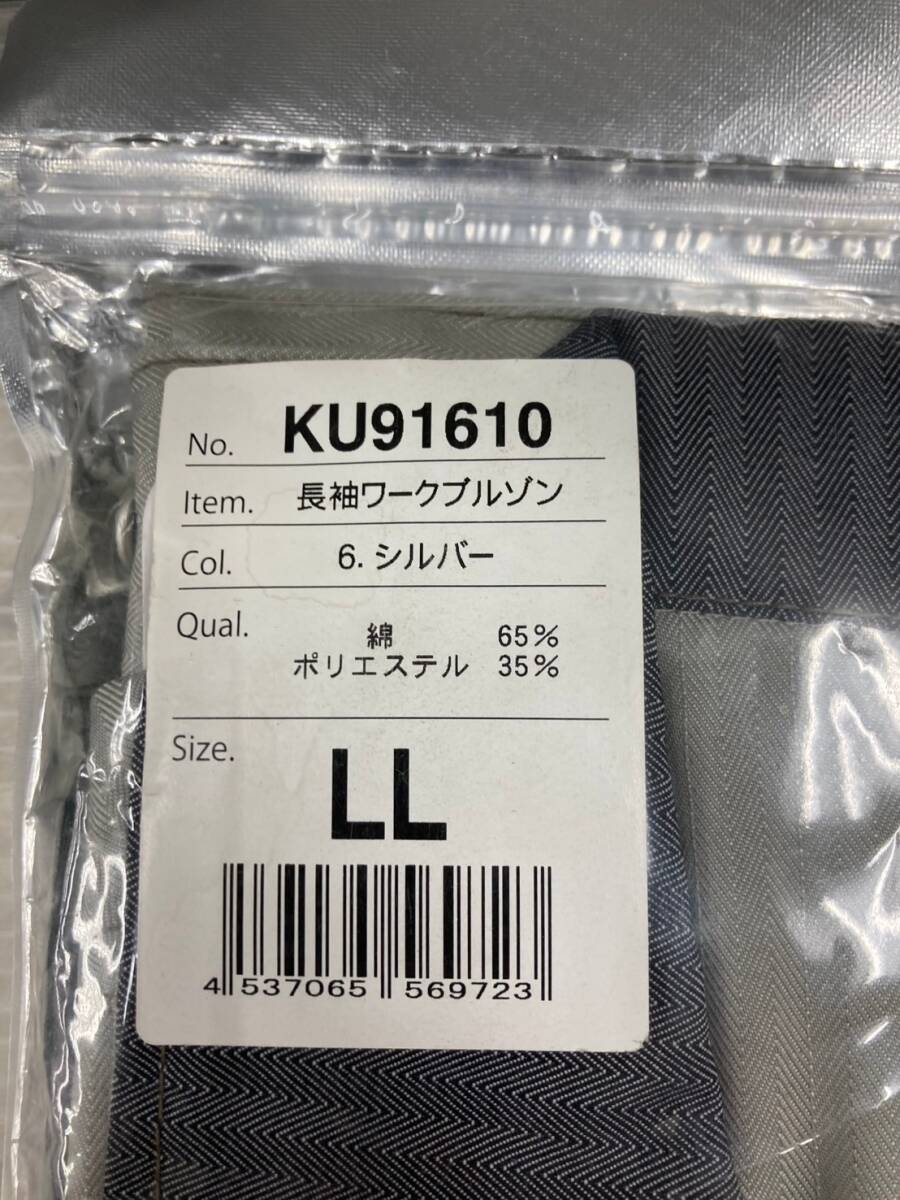 No. KU91610
Item. 長袖ワークブルゾン
Col. 6. シルバー
Qual. 綿 65%
ポリエステル 35%
Size. LL
4 537065 569723